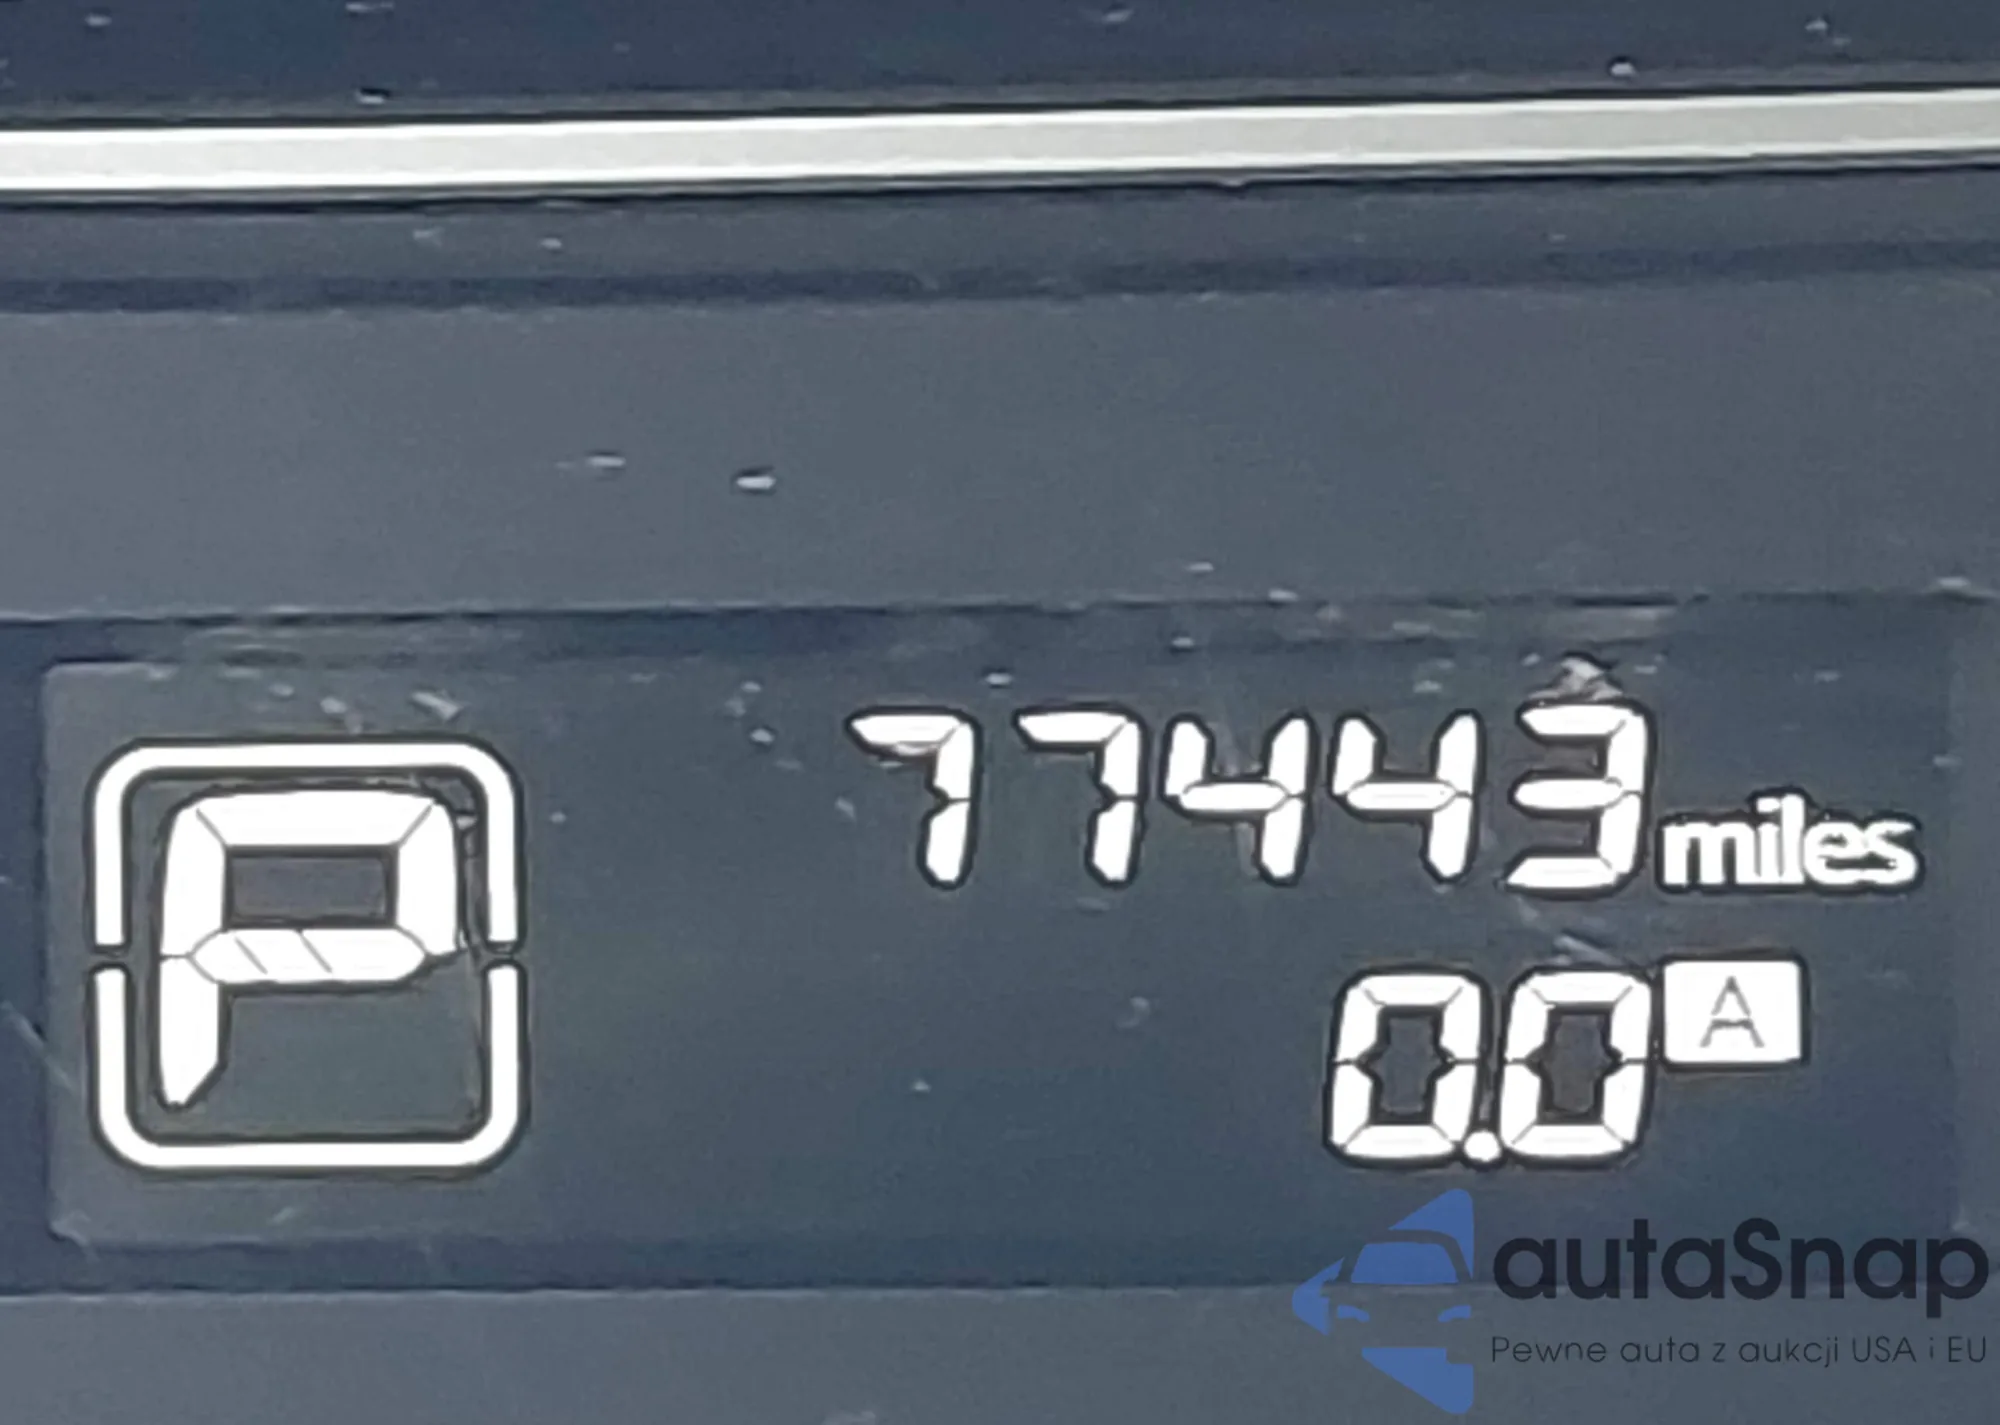 77443 miles
P
0.0 A
autaSnap
Pewne auta z aukcji USA i EU